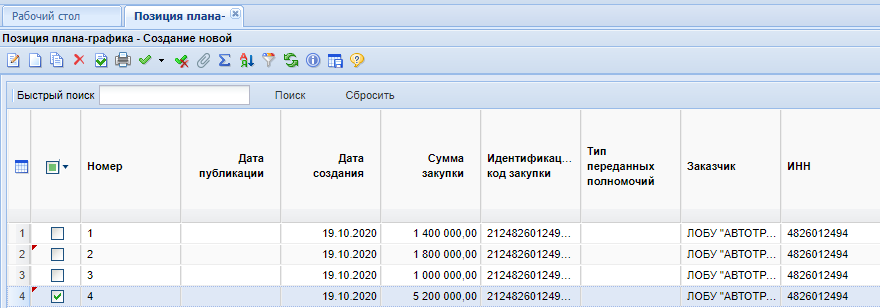 Рабочий стол
Позиция плана-
Позиция плана-графика - Создание новой
Быстрый поиск Поиск Сбросить
Номер Дата публикации Дата создания Сумма закупки Идентификац... код закупки Тип переданных полномочий Заказчик ИНН
1 1 19.10.2020 1 400 000,00 212482601249... ЛОБУ "АВТОТР... 4826012494
2 2 19.10.2020 1 800 000,00 212482601249... ЛОБУ "АВТОТР... 4826012494
3 3 19.10.2020 1 000 000,00 212482601249... ЛОБУ "АВТОТР... 4826012494
4 4 19.10.2020 5 200 000,00 212482601249... ЛОБУ "АВТОТР... 4826012494